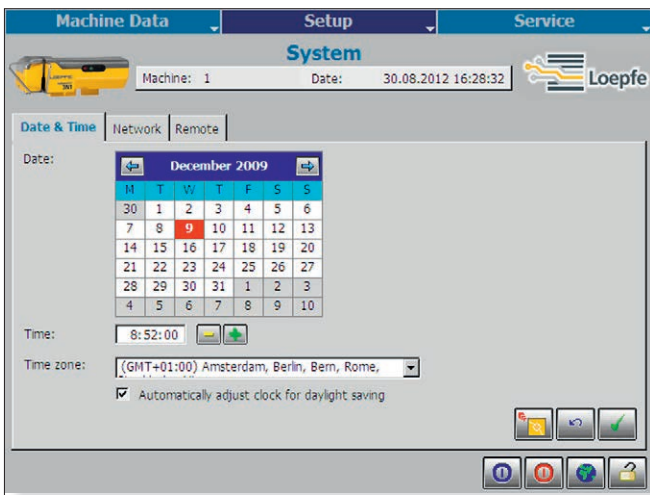 Machine Data Setup Service
System
Machine: 1 Date: 30.08.2012 16:28:32
Loepfe
Date & Time Network Remote
Date:
December 2009
M T W T F S S
30 1 2 3 4 5 6
7 8 9 10 11 12 13
14 15 16 17 18 19 20
21 22 23 24 25 26 27
28 29 30 31 1 2 3
4 5 6 7 8 9 10
Time: 8:52:00
Time zone: (GMT+01:00) Amsterdam, Berlin, Bern, Rome,
Automatically adjust clock for daylight saving